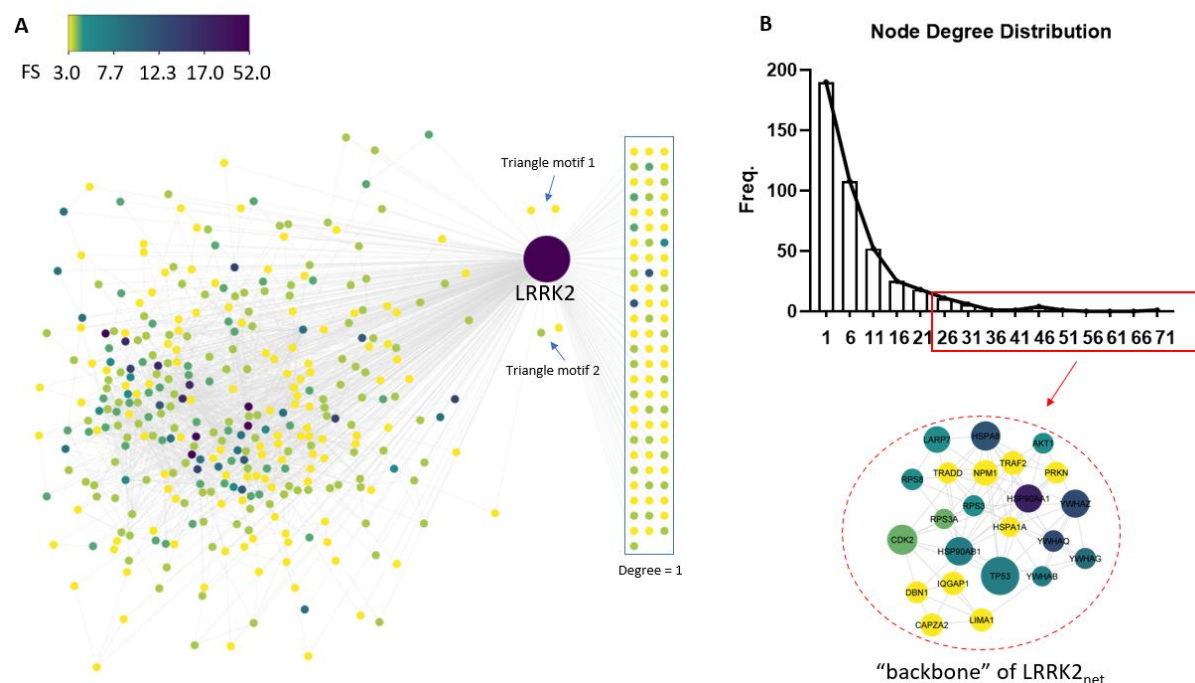 A
FS 3.0 7.7 12.3 17.0 52.0
Triangle motif 1
LRRK2
Triangle motif 2
Degree = 1
B
Node Degree Distribution
Freq.
200
150
100
50
0
1 6 11 16 21 26 31 36 41 46 51 56 61 66 71
LARP7
HSPA8
AKT1
TRADD
NPM1
TRAF2
PRKN
RPS8
RPS3
HSP90AA1
YWHAZ
RPS3A
HSPA1A
CDK2
HSP90AB1
YWHAQ
YWHAG
TP53
YWHAB
IQGAP1
DBN1
CAPZA2
LIMA1
“backbone” of LRRK2net